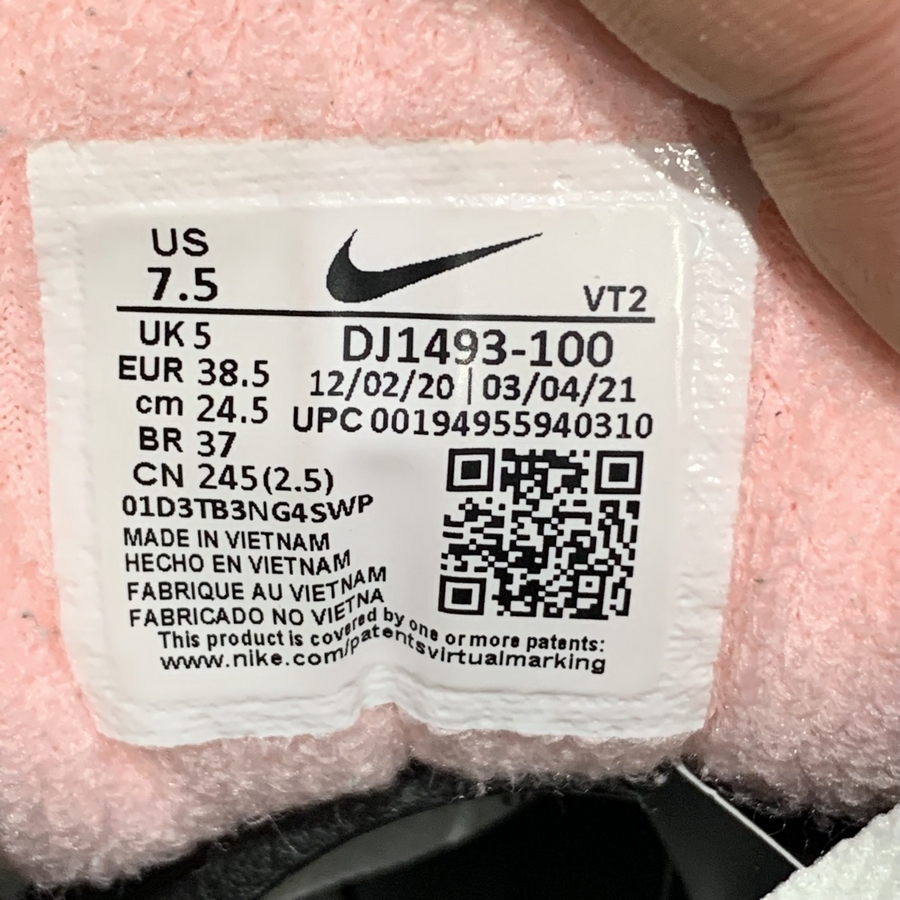 US
7.5
VT2
UK 5
EUR 38.5
cm 24.5
BR 37
CN 245(2.5)
DJ1493-100
12/02/20 | 03/04/21
UPC 00194955940310
01D3TB3NG4SWP
MADE IN VIETNAM
HECHO EN VIETNAM
FABRIQUE AU VIETNAM
FABRICADO NO VIETNA
This product is covered by one or more patents:
www.nike.com/patentsvirtualmarking